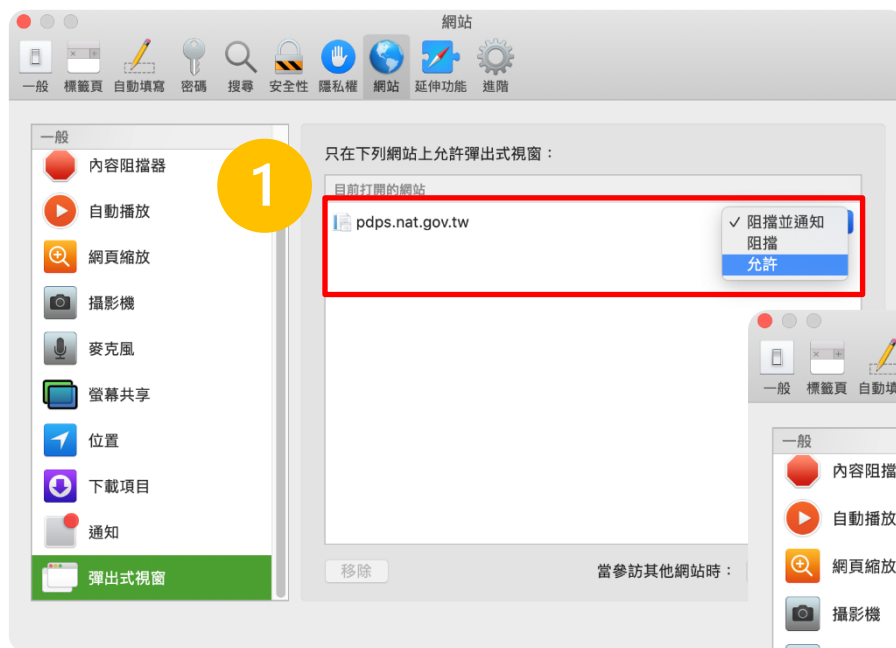 網站
一般 標籤頁 自動填寫 密碼 搜尋 安全性 隱私權 網站 延伸功能 進階
一般
內容阻擋器
自動播放
網頁縮放
攝影機
麥克風
螢幕共享
位置
下載項目
通知
彈出式視窗
1
只在下列網站上允許彈出式視窗：
目前打開的網站
pdps.nat.gov.tw
✓ 阻擋並通知
阻擋
允許
移除
當參訪其他網站時：
一般 標籤頁 自動填
一般
內容阻擋
自動播放
網頁縮放
攝影機